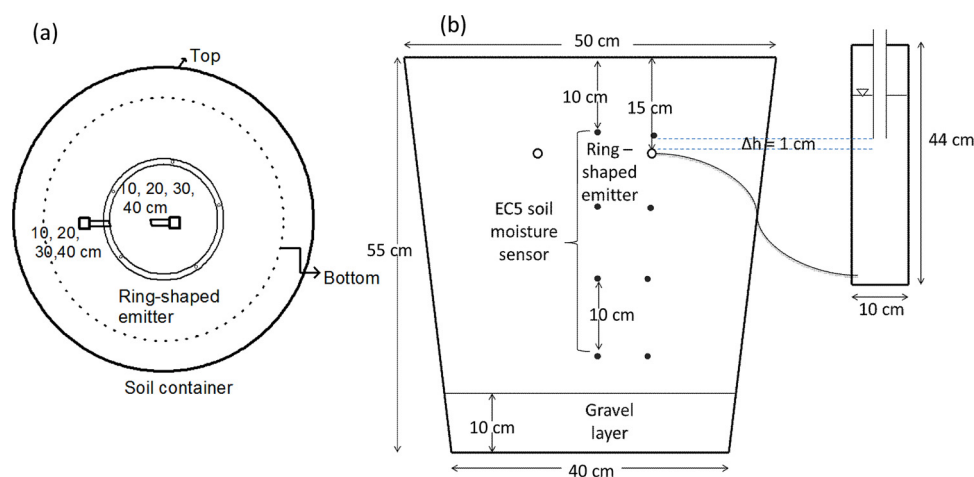 (a)
Top
10, 20, 30,
40 cm
10, 20,
30,40 cm
Bottom
Ring-shaped
emitter
Soil container
(b)
50 cm
10 cm
15 cm
Δh = 1 cm
44 cm
Ring –
shaped
emitter
EC5 soil
moisture
sensor
55 cm
10 cm
10 cm
10 cm
Gravel
layer
40 cm